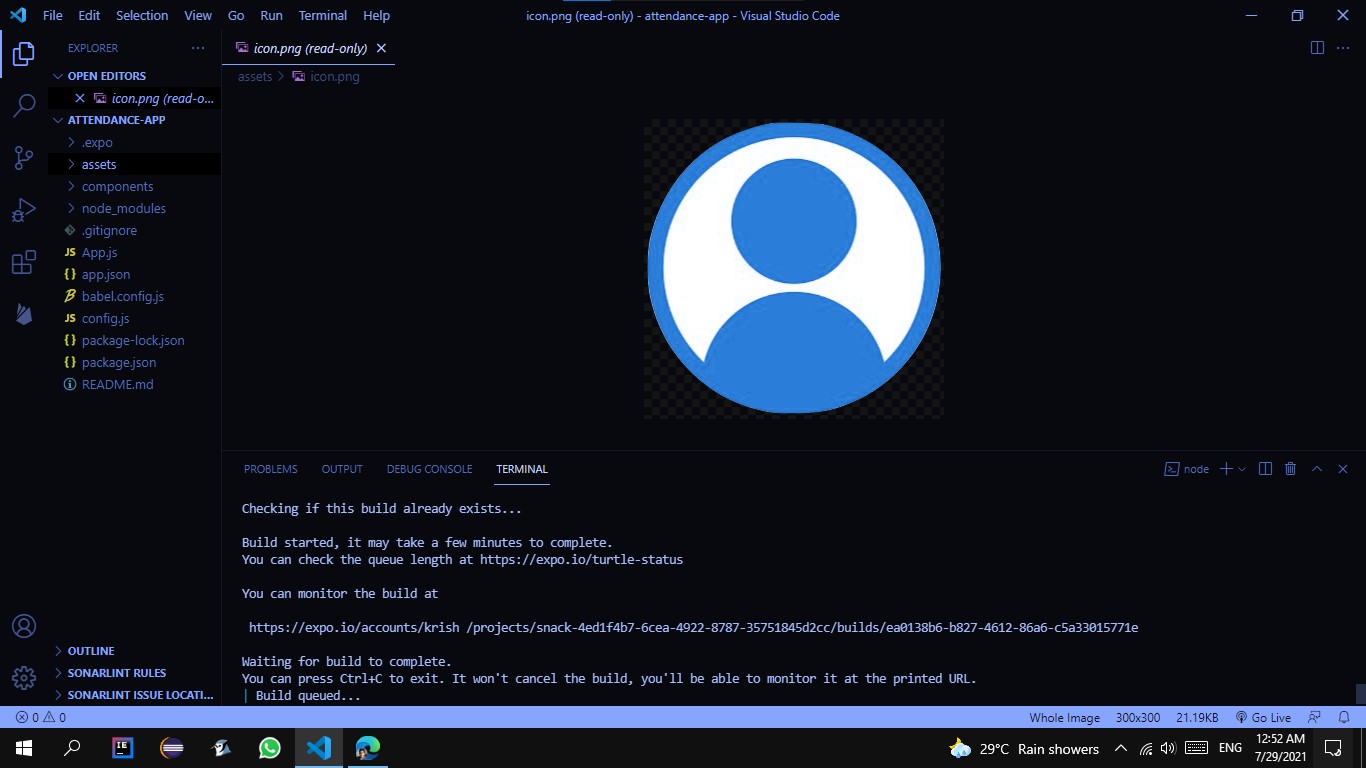 File Edit Selection View Go Run Terminal Help
icon.png (read-only) - attendance-app - Visual Studio Code
EXPLORER
OPEN EDITORS
icon.png (read-o...
ATTENDANCE-APP
.expo
assets
components
node_modules
.gitignore
JS App.js
{} app.json
babel.config.js
JS config.js
{} package-lock.json
{} package.json
README.md
OUTLINE
SONARLINT RULES
SONARLINT ISSUE LOCATI...
icon.png (read-only)
assets > icon.png
PROBLEMS OUTPUT DEBUG CONSOLE TERMINAL
node
Checking if this build already exists...
Build started, it may take a few minutes to complete.
You can check the queue length at https://expo.io/turtle-status
You can monitor the build at
https://expo.io/accounts/krish /projects/snack-4ed1f4b7-6cea-4922-8787-35751845d2cc/builds/ea0138b6-b827-4612-86a6-c5a33015771e
Waiting for build to complete.
You can press Ctrl+C to exit. It won't cancel the build, you'll be able to monitor it at the printed URL.
| Build queued...
0 0
Whole Image 300x300 21.19KB Go Live
29°C Rain showers
ENG
12:52 AM
7/29/2021